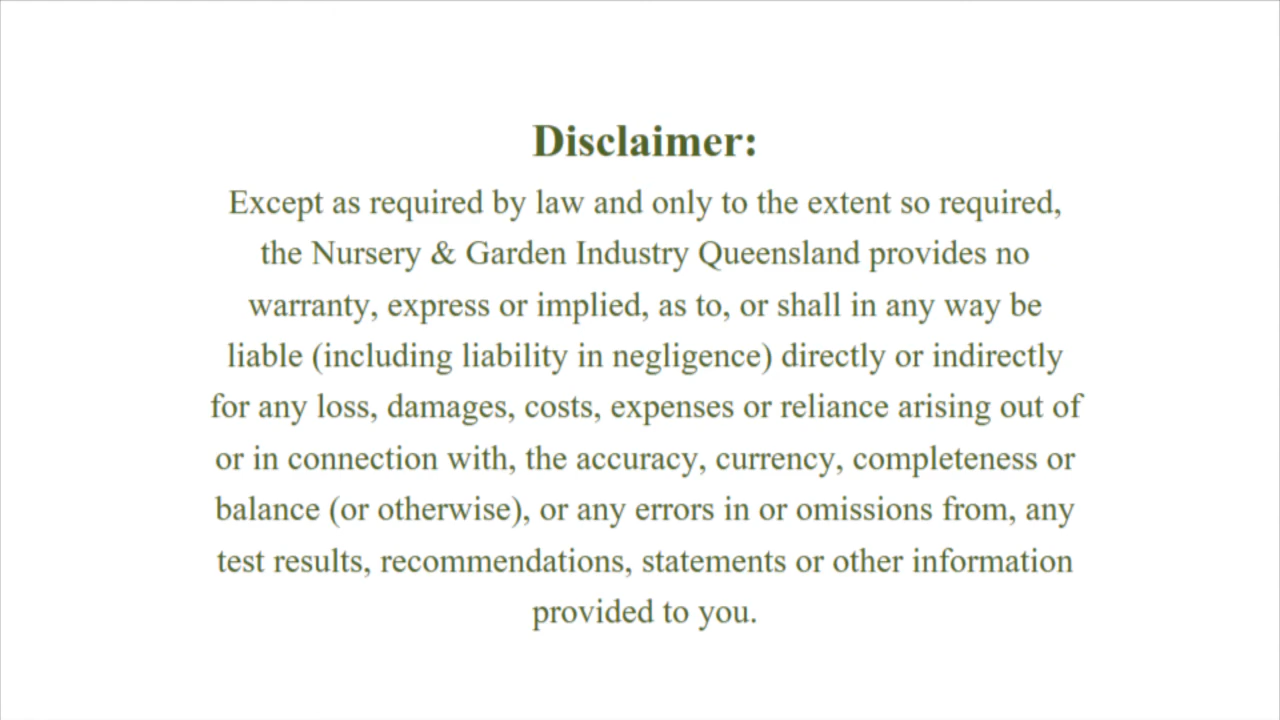 Disclaimer:
Except as required by law and only to the extent so required,
the Nursery & Garden Industry Queensland provides no
warranty, express or implied, as to, or shall in any way be
liable (including liability in negligence) directly or indirectly
for any loss, damages, costs, expenses or reliance arising out of
or in connection with, the accuracy, currency, completeness or
balance (or otherwise), or any errors in or omissions from, any
test results, recommendations, statements or other information
provided to you.